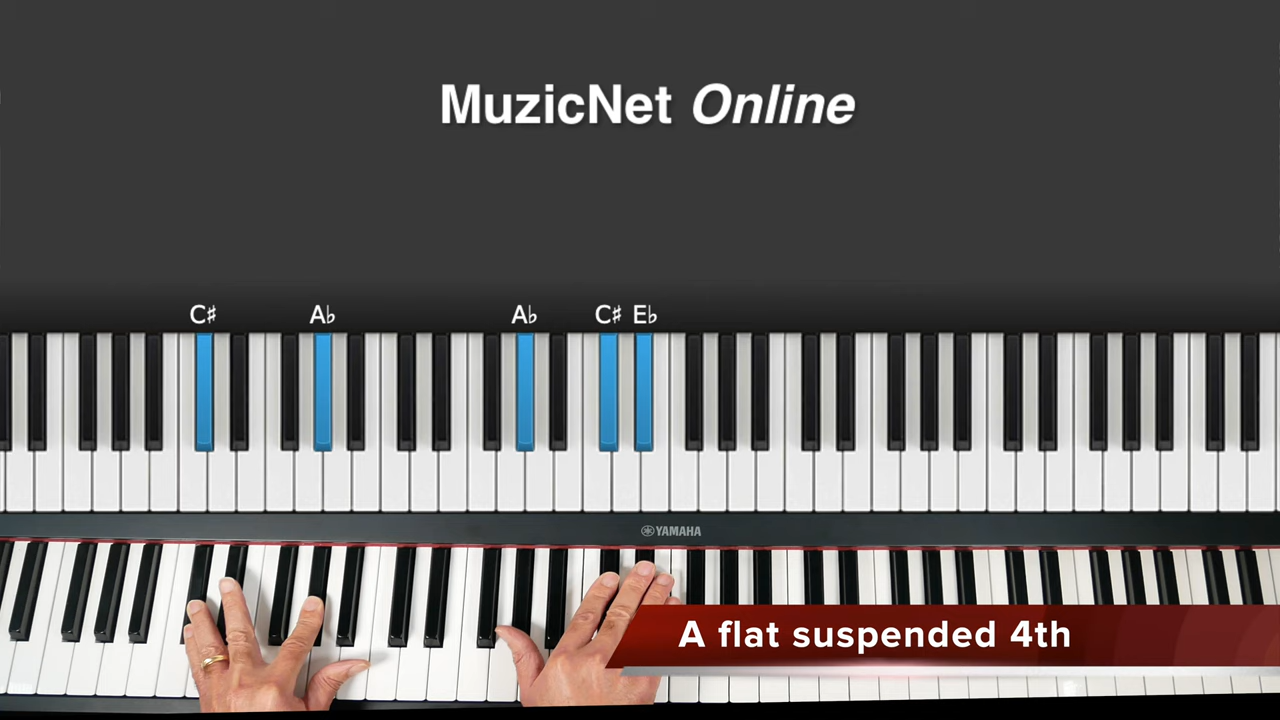 MuzicNet Online
C♯ A♭ A♭ C♯ E♭
YAMAHA
A flat suspended 4th